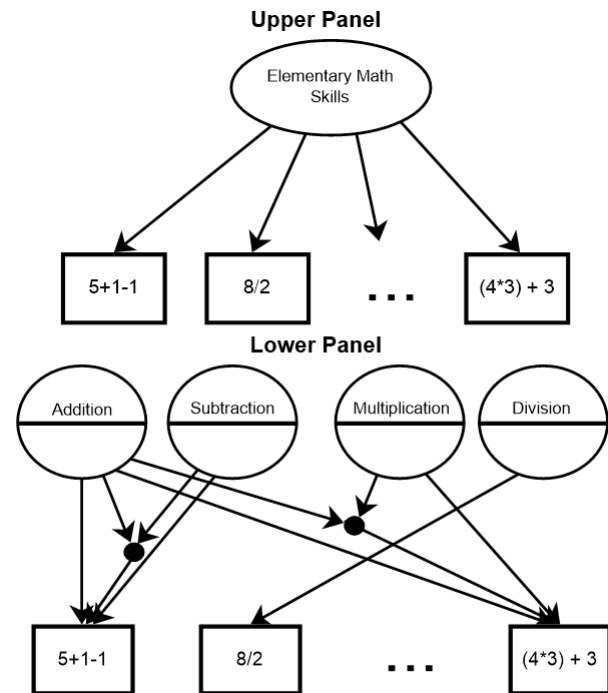 Upper Panel
Elementary Math
Skills
5+1-1
8/2
...
(4*3) + 3
Lower Panel
Addition
Subtraction
Multiplication
Division
5+1-1
8/2
...
(4*3) + 3